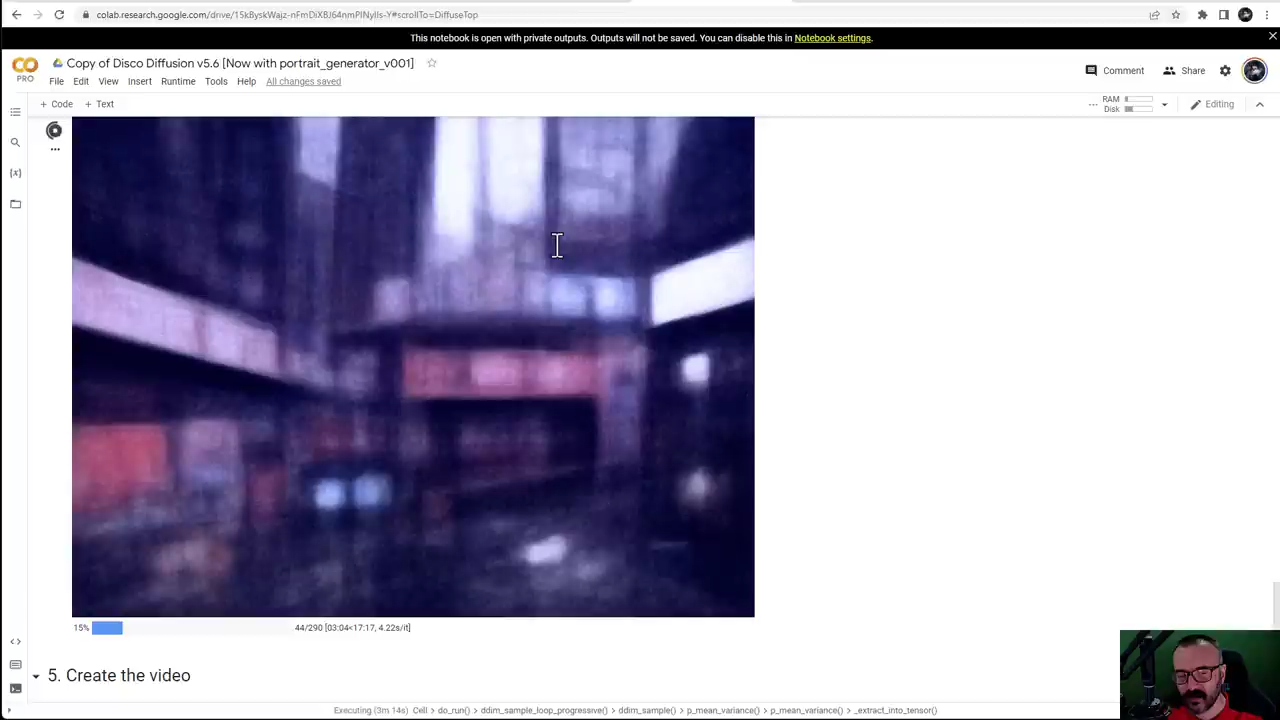 colab.research.google.com/drive/15kByskWajz-nFmDiXBJ64nmPINyIls-Y#scrollTo=DiffuseTop
This notebook is open with private outputs. Outputs will not be saved. You can disable this in Notebook settings.
CO
PRO
Copy of Disco Diffusion v5.6 [Now with portrait_generator_v001]
File Edit View Insert Runtime Tools Help All changes saved
Comment Share
+ Code + Text
RAM
Disk
Editing
{x}
15% 44/290 [03:04<17:17, 4.22s/it]
5. Create the video
Executing (3m 14s) Cell > do_run() > ddim_sample_loop_progressive() > ddim_sample() > p_mean_variance() > p_mean_variance() > _extract_into_tensor()